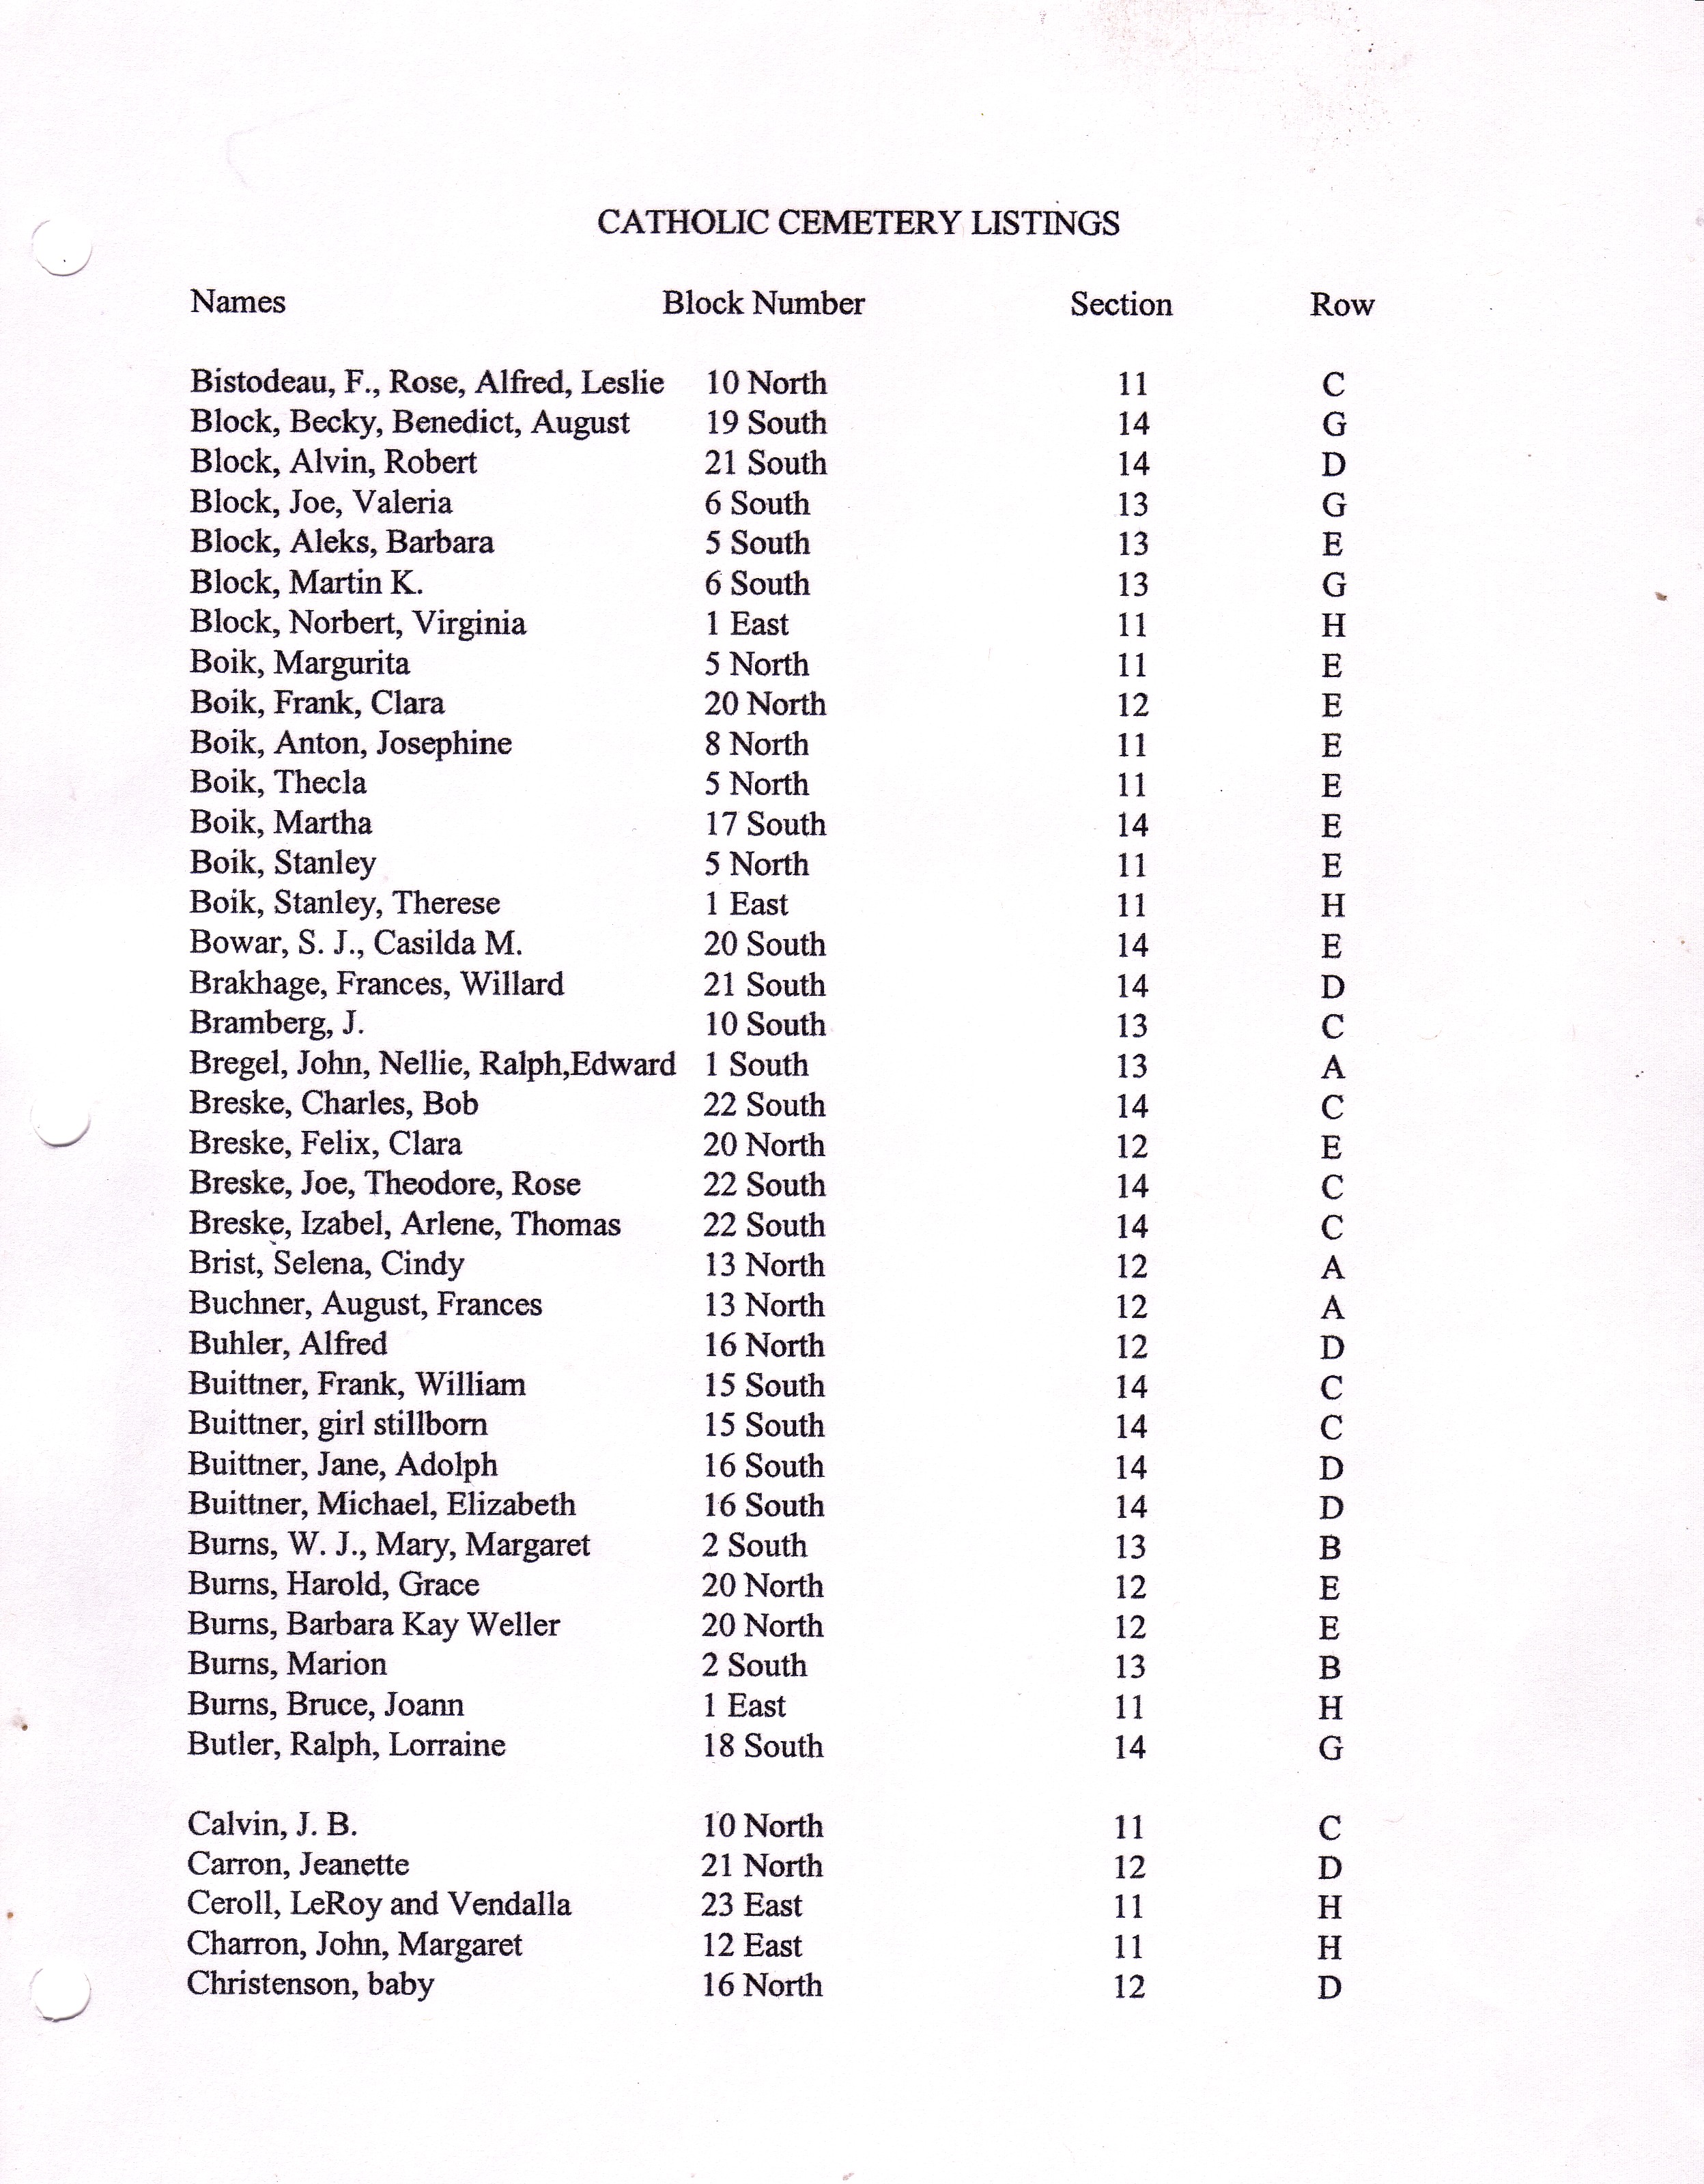 CATHOLIC CEMETERY LISTINGS
Names Block Number Section Row
Bistodeau, F., Rose, Alfred, Leslie 10 North 11 C
Block, Becky, Benedict, August 19 South 14 G
Block, Alvin, Robert 21 South 14 D
Block, Joe, Valeria 6 South 13 G
Block, Aleks, Barbara 5 South 13 E
Block, Martin K. 6 South 13 G
Block, Norbert, Virginia 1 East 11 H
Boik, Margurita 5 North 11 E
Boik, Frank, Clara 20 North 12 E
Boik, Anton, Josephine 8 North 11 E
Boik, Thecla 5 North 11 E
Boik, Martha 17 South 14 E
Boik, Stanley 5 North 11 E
Boik, Stanley, Therese 1 East 11 H
Bowar, S. J., Casilda M. 20 South 14 E
Brakhage, Frances, Willard 21 South 14 D
Bramberg, J. 10 South 13 C
Bregel, John, Nellie, Ralph,Edward 1 South 13 A
Breske, Charles, Bob 22 South 14 C
Breske, Felix, Clara 20 North 12 E
Breske, Joe, Theodore, Rose 22 South 14 C
Breske, Izabel, Arlene, Thomas 22 South 14 C
Brist, Selena, Cindy 13 North 12 A
Buchner, August, Frances 13 North 12 A
Buhler, Alfred 16 North 12 D
Buittner, Frank, William 15 South 14 C
Buittner, girl stillborn 15 South 14 C
Buittner, Jane, Adolph 16 South 14 D
Buittner, Michael, Elizabeth 16 South 14 D
Burns, W. J., Mary, Margaret 2 South 13 B
Burns, Harold, Grace 20 North 12 E
Burns, Barbara Kay Weller 20 North 12 E
Burns, Marion 2 South 13 B
Burns, Bruce, Joann 1 East 11 H
Butler, Ralph, Lorraine 18 South 14 G
Calvin, J. B. 10 North 11 C
Carron, Jeanette 21 North 12 D
Ceroll, LeRoy and Vendalla 23 East 11 H
Charron, John, Margaret 12 East 11 H
Christenson, baby 16 North 12 D